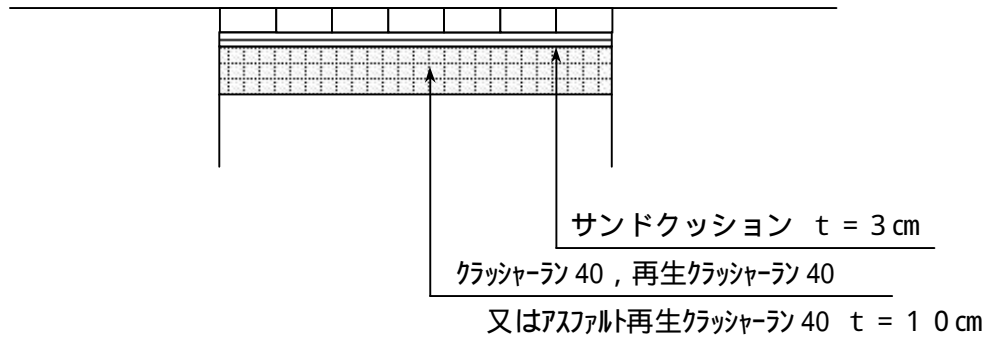 サンドクッション ｔ＝３㎝
ｸﾗｯｼｬｰﾗﾝ 40 , 再生ｸﾗｯｼｬｰﾗﾝ 40
又はｱｽﾌｧﾙﾄ再生ｸﾗｯｼｬｰﾗﾝ 40 ｔ＝１０㎝